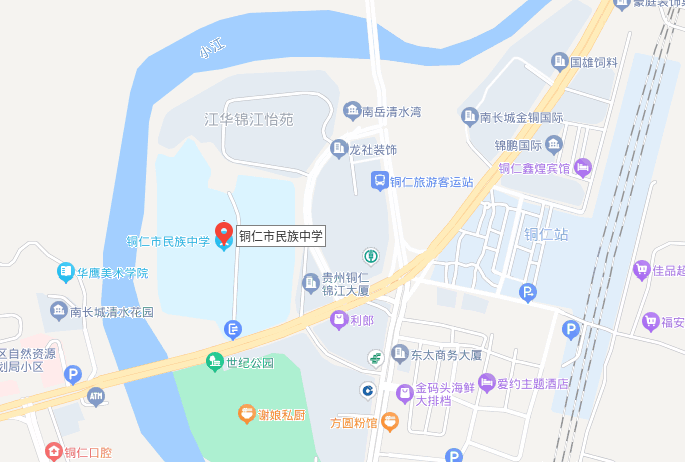 豪庭装饰
小江
国雄饲料
江华锦江怡苑
南岳清水湾
南长城金铜国际
龙社装饰
锦鹏国际
铜仁鑫煌宾馆
铜仁旅游客运站
铜仁市民族中学
铜仁市民族中学
铜仁站
华鹰美术学院
佳品超
贵州铜仁
锦江大厦
南长城清水花园
P
利郎
福安
P
区自然资源
划局小区
世纪公园
东太商务大厦
P
ATM
金码头海鲜
大排档
爱约主题酒店
谢娘私厨
方圆粉馆
铜仁口腔
P